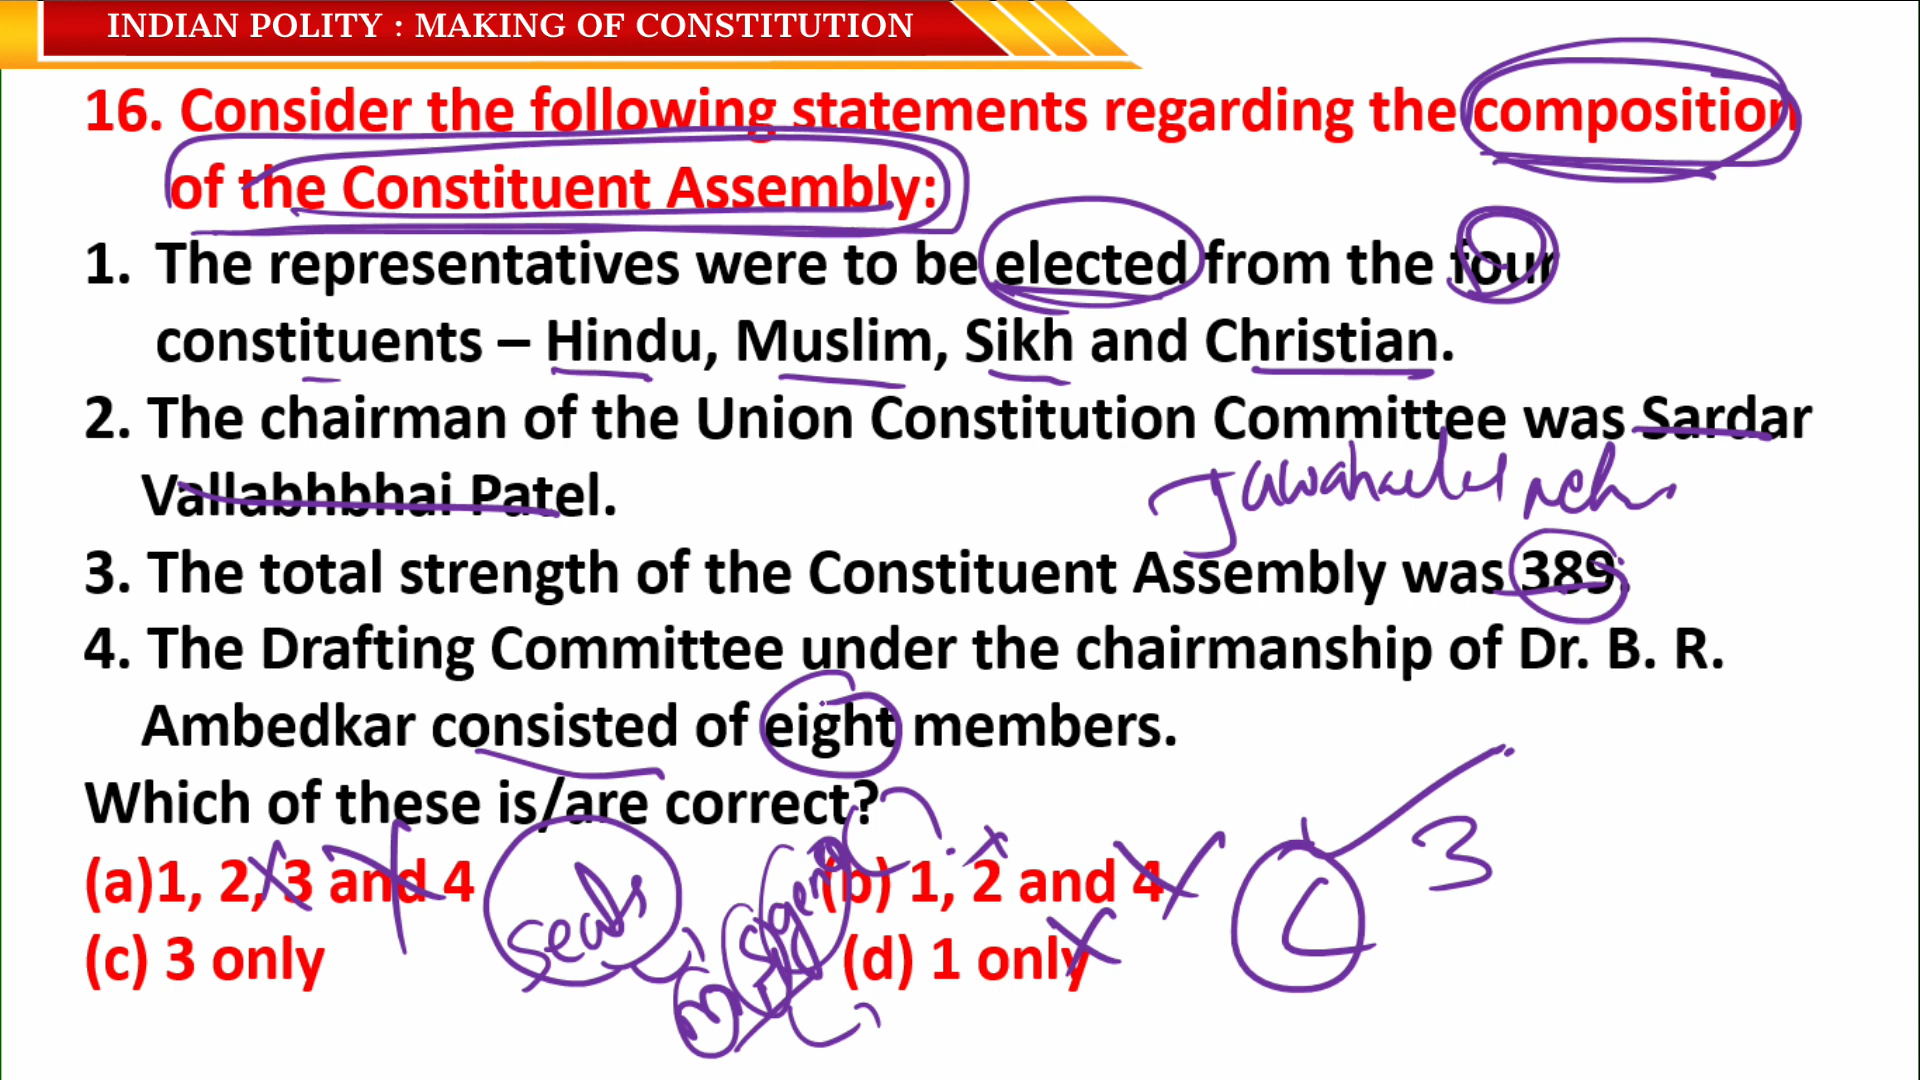 INDIAN POLITY : MAKING OF CONSTITUTION
16. Consider the following statements regarding the composition
of the Constituent Assembly:
1. The representatives were to be elected from the four
constituents – Hindu, Muslim, Sikh and Christian.
2. The chairman of the Union Constitution Committee was Sardar
Vallabhbhai Patel.
3. The total strength of the Constituent Assembly was 389.
4. The Drafting Committee under the chairmanship of Dr. B. R.
Ambedkar consisted of eight members.
Which of these is/are correct?
(a)1, 2, 3 and 4 (b) 1, 2 and 4 3
(c) 3 only seats (d) 1 only C